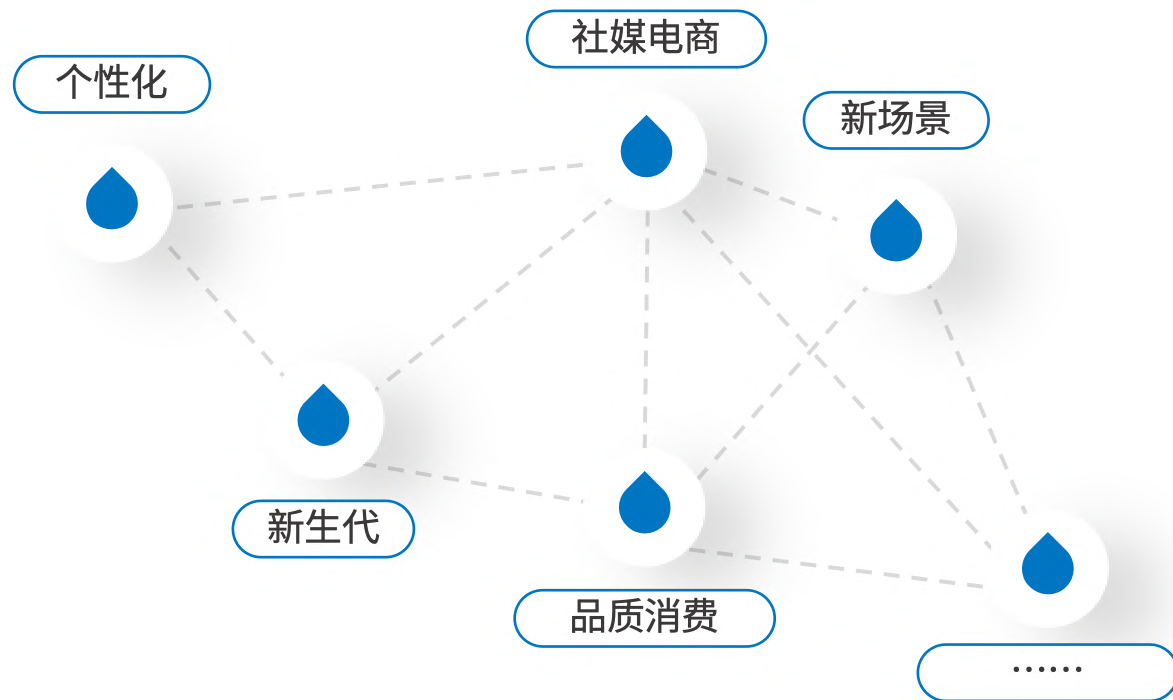 社媒电商
个性化
新场景
新生代
品质消费
......